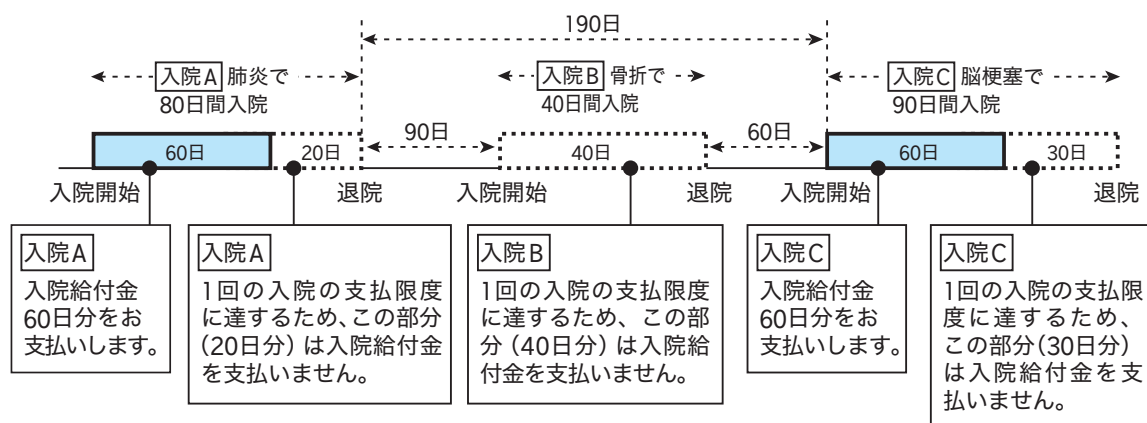 190日
入院A 肺炎で
80日間入院
入院B 骨折で
40日間入院
入院C 脳梗塞で
90日間入院
90日
60日
60日
20日
40日
60日
30日
入院開始
退院
入院開始
退院
入院開始
退院
入院A
入院給付金
60日分をお
支払いします。
入院A
1回の入院の支払限度
に達するため、この部分
(20日分)は入院給付金
を支払いません。
入院B
1回の入院の支払限度
に達するため、この部
分(40日分)は入院給
付金を支払いません。
入院C
入院給付金
60日分をお
支払いします。
入院C
1回の入院の支払限
度に達するため、
この部分(30日分)
は入院給付金を支
払いません。